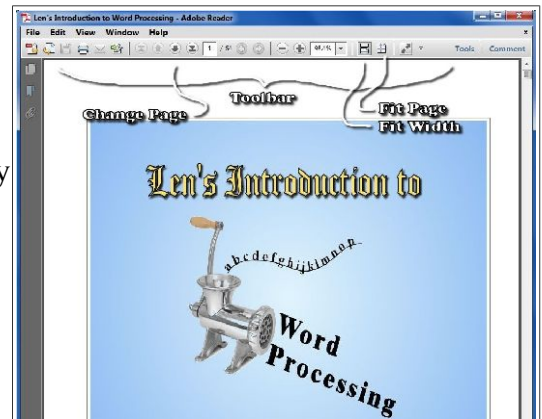 Len's Introduction to Word Processing - Adobe Reader
File Edit View Window Help
1 Tools Comment
Toolbar
Change Page
Fit Page
Fit Width
y
Len's Introduction to
abcdefghijklmnop
Word
Processing